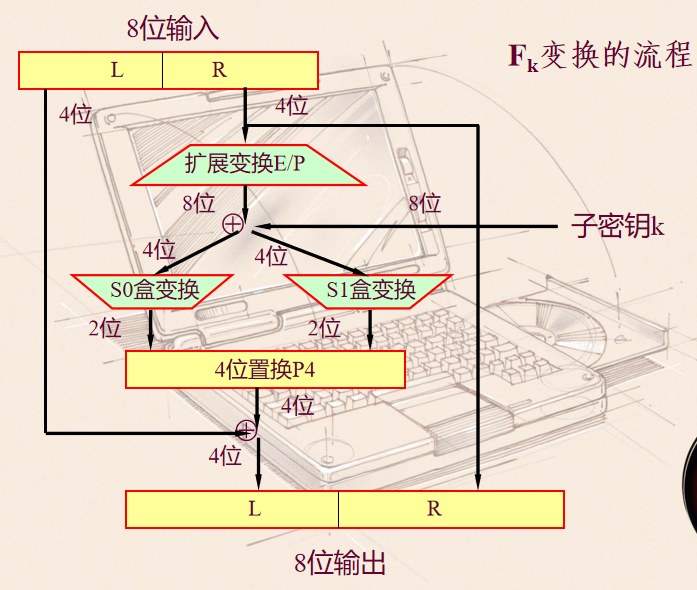 8位输入
Fk变换的流程
L R
4位 4位
扩展变换E/P
8位 8位
子密钥k
4位 4位
S0盒变换 S1盒变换
2位 2位
4位置换P4
4位
4位
L R
8位输出